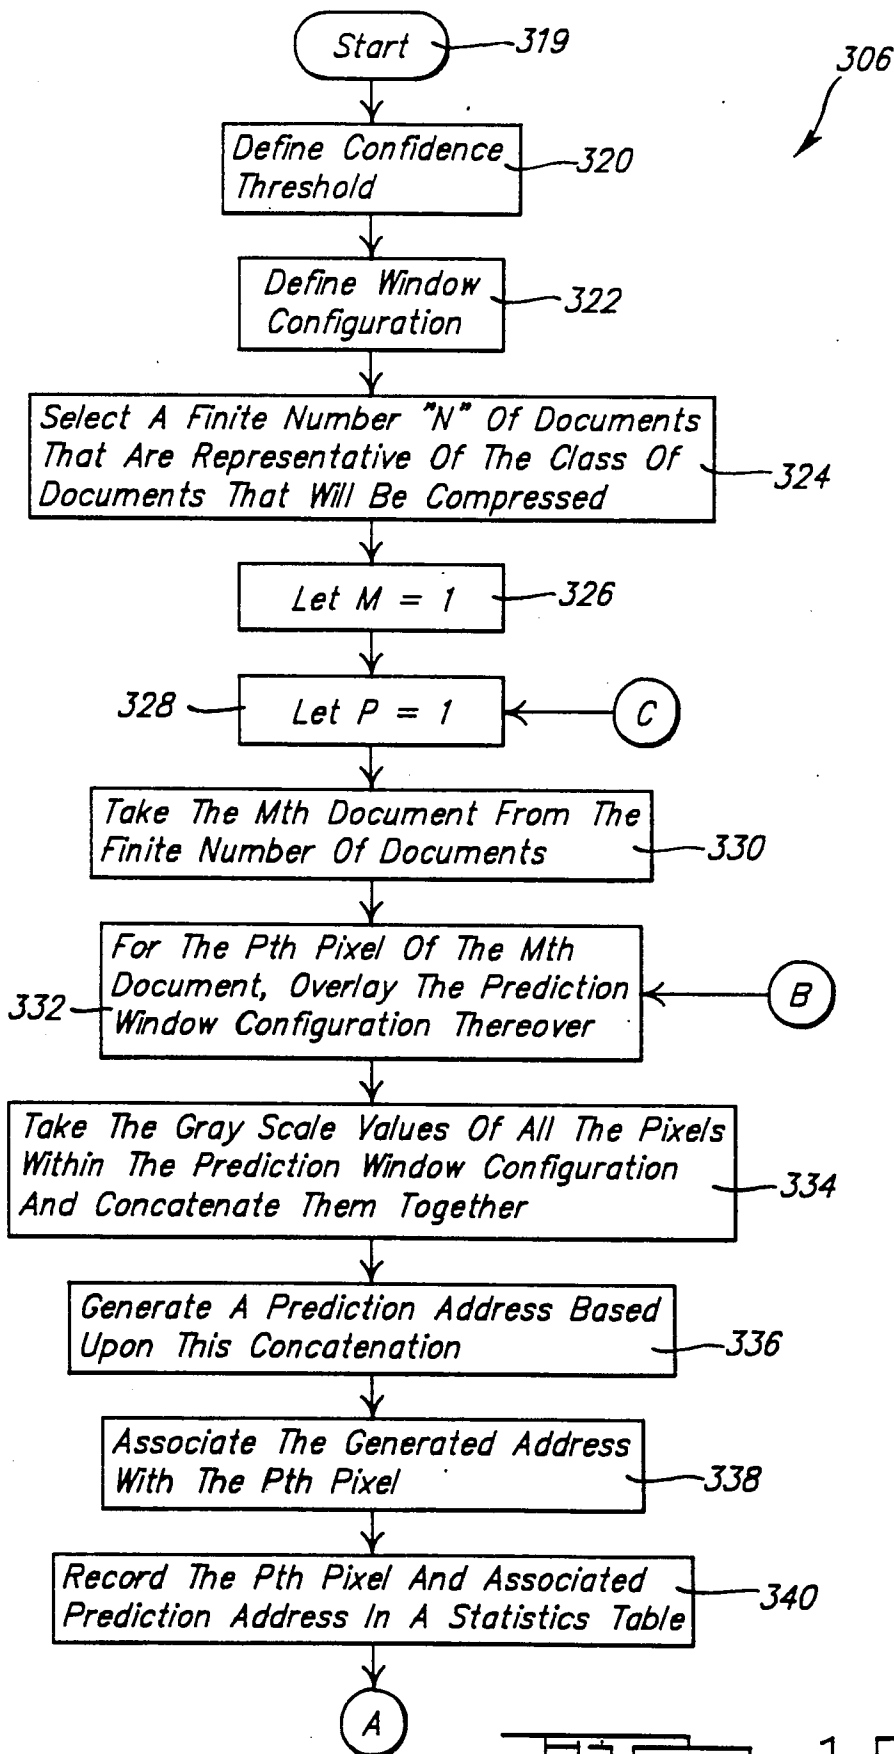 Start
319
306
Define Confidence
Threshold
320
Define Window
Configuration
322
Select A Finite Number "N" Of Documents
That Are Representative Of The Class Of
Documents That Will Be Compressed
324
Let M = 1
326
328
Let P = 1
C
Take The Mth Document From The
Finite Number Of Documents
330
For The Pth Pixel Of The Mth
Document, Overlay The Prediction
Window Configuration Thereover
332
B
Take The Gray Scale Values Of All The Pixels
Within The Prediction Window Configuration
And Concatenate Them Together
334
Generate A Prediction Address Based
Upon This Concatenation
336
Associate The Generated Address
With The Pth Pixel
338
Record The Pth Pixel And Associated
Prediction Address In A Statistics Table
340
A